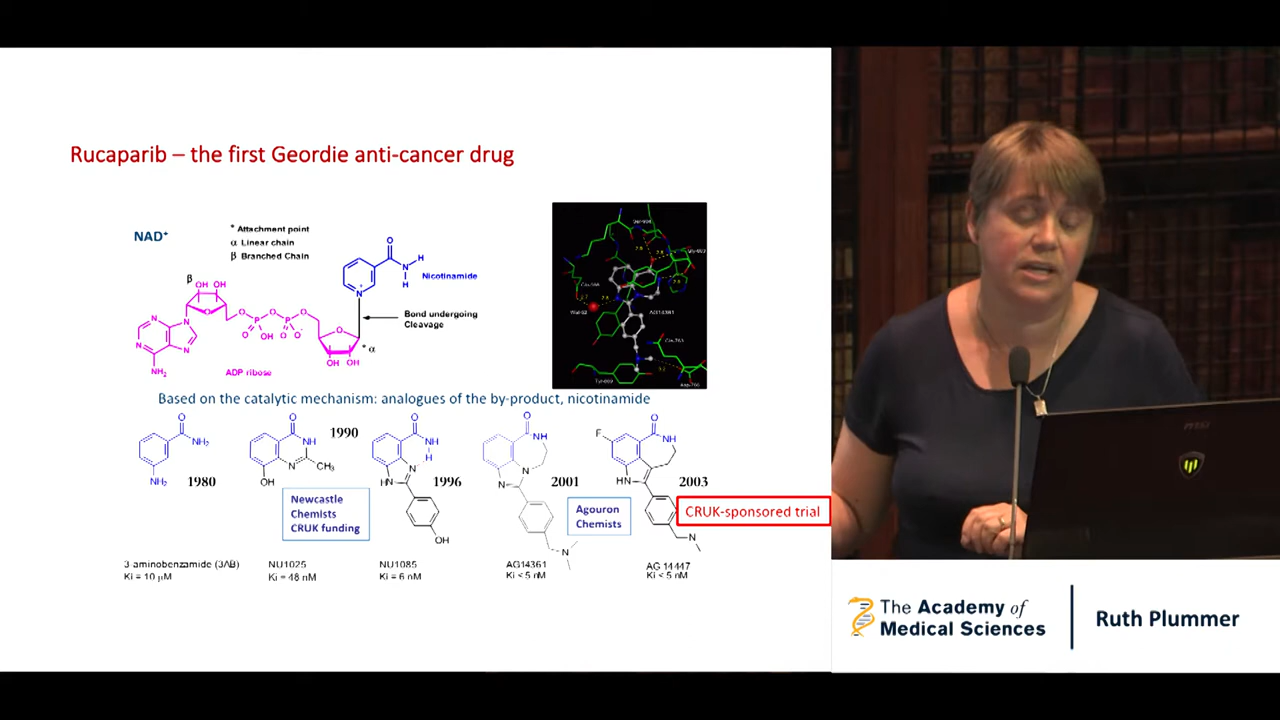 Rucaparib – the first Geordie anti-cancer drug
NAD⁺
* Attachment point
α Linear chain
β Branched Chain
β
OH OH
O
H
N
H
Nicotinamide
N
+
Bond undergoing
Cleavage
N
N
N
N
NH₂
O
O
O
O
P
P
O
OH
O
O⁻
O
OH OH
* α
ADP ribose
AG14361
Based on the catalytic mechanism: analogues of the by-product, nicotinamide
O
NH₂
NH₂
1980
O
NH
N
CH₃
OH
1990
O
NH
H
N
HN
OH
1996
O
NH
N
N
N
2001
O
F
NH
HN
N
2003
Newcastle
Chemists
CRUK funding
Agouron
Chemists
CRUK-sponsored trial
3 aminobenzamide (3AB)
Ki = 10 µM
NU1025
Ki = 48 nM
NU1085
Ki = 6 nM
AG14361
Ki < 5 nM
AG 14447
Ki < 5 nM
msi
The Academy of
Medical Sciences
Ruth Plummer